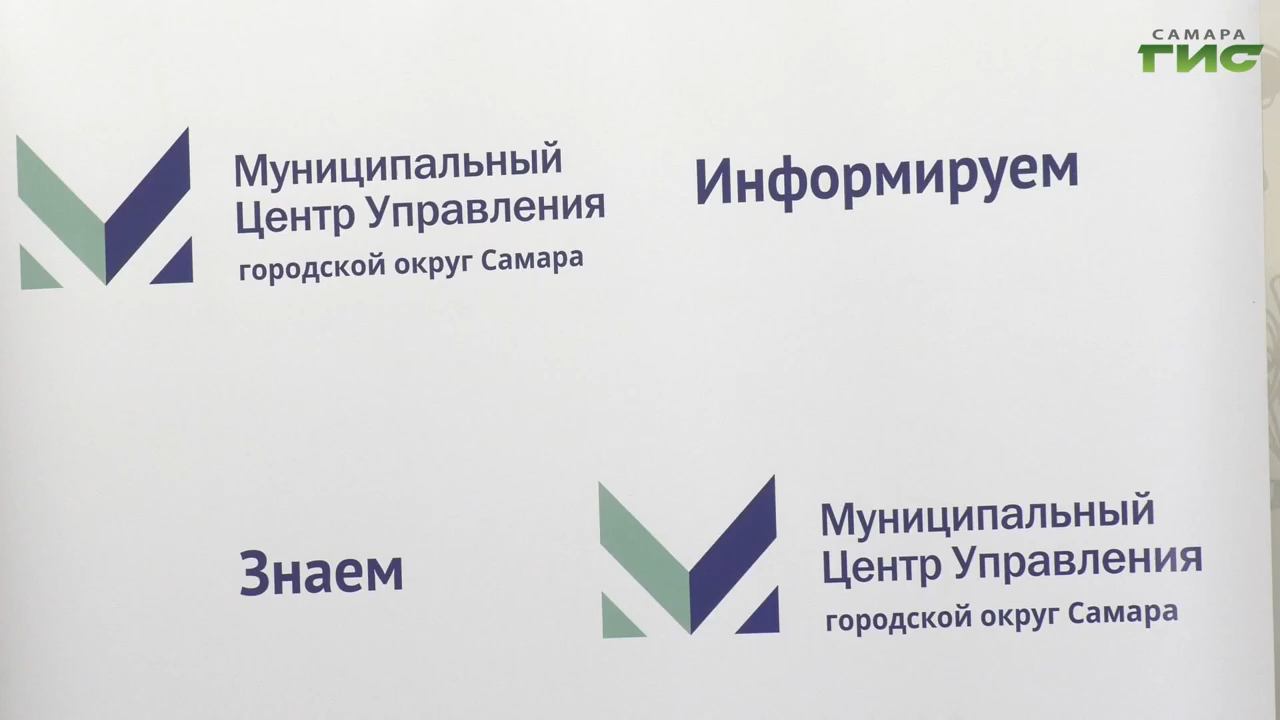 САМАРА
ГИС
Муниципальный
Центр Управления
городской округ Самара
Информируем
Знаем
Муниципальный
Центр Управления
городской округ Самара